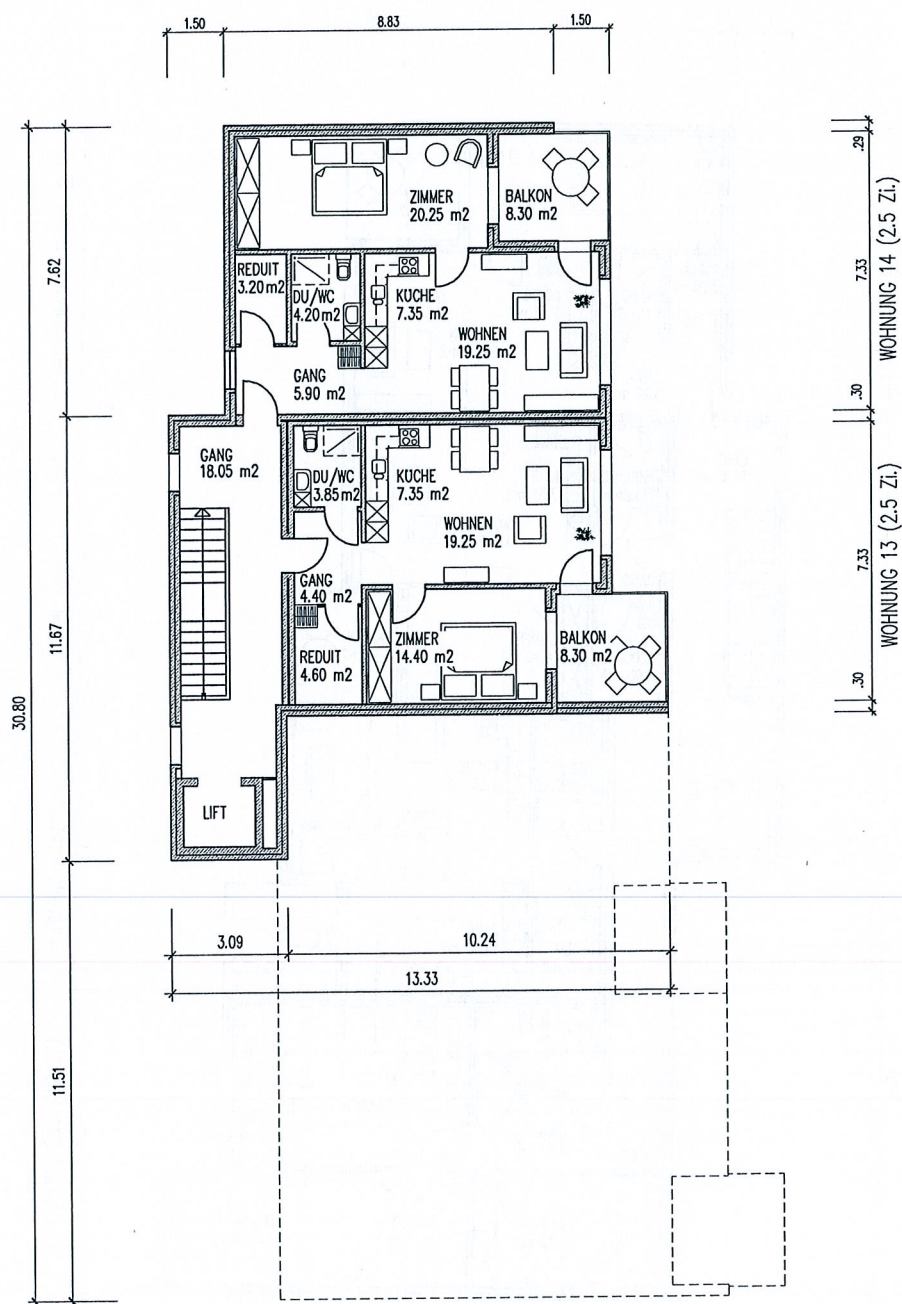 1.50
8.83
1.50
ZIMMER
20.25 m2
BALKON
8.30 m2
.29
7.62
REDUIT
3.20 m2
DU/WC
4.20 m2
KÜCHE
7.35 m2
WOHNEN
19.25 m2
7.33
WOHNUNG 14 (2.5 Zi.)
GANG
5.90 m2
.30
GANG
18.05 m2
DU/WC
3.85 m2
KÜCHE
7.35 m2
WOHNEN
19.25 m2
7.33
WOHNUNG 13 (2.5 Zi.)
GANG
4.40 m2
11.67
REDUIT
4.60 m2
ZIMMER
14.40 m2
BALKON
8.30 m2
.30
30.80
LIFT
3.09
10.24
13.33
11.51